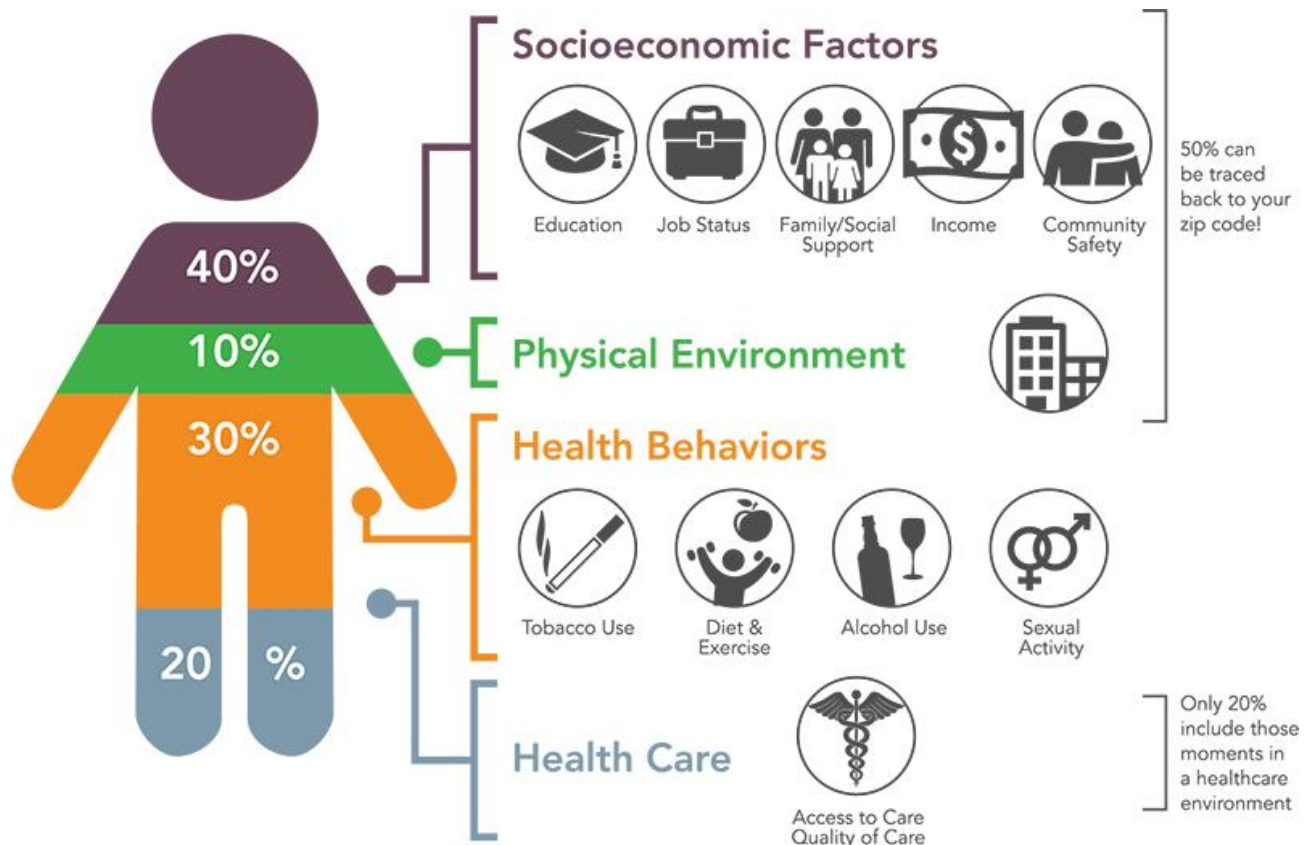 Socioeconomic Factors
Education
Job Status
Family/Social
Support
Income
Community
Safety
50% can
be traced
back to your
zip code!
40%
10%
Physical Environment
30%
Health Behaviors
Tobacco Use
Diet &
Exercise
Alcohol Use
Sexual
Activity
20 %
Health Care
Access to Care
Quality of Care
Only 20%
include those
moments in
a healthcare
environment